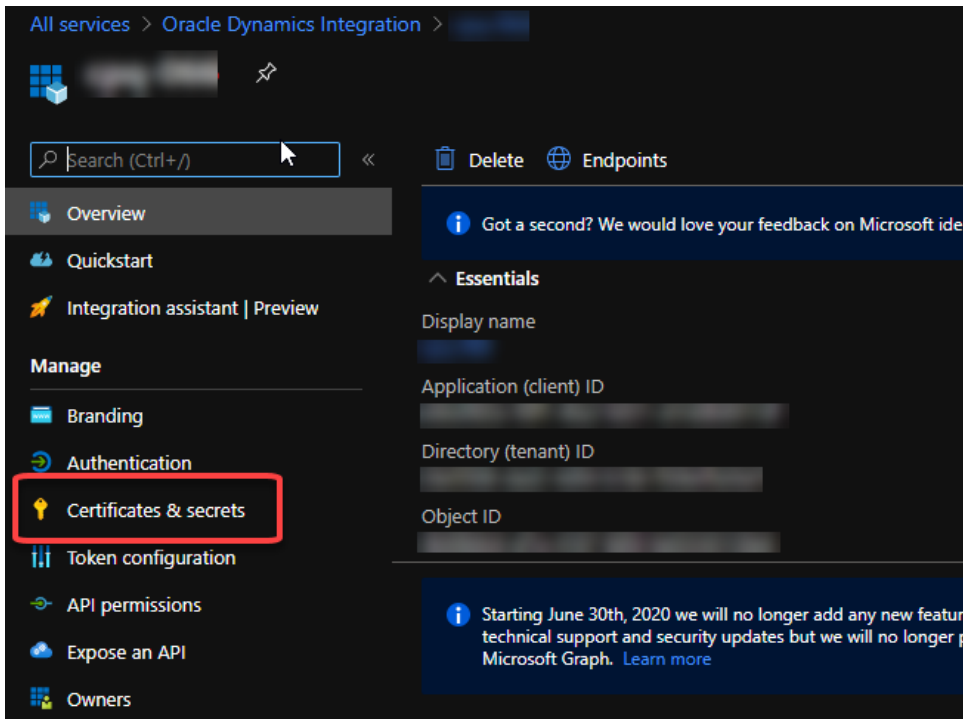 All services > Oracle Dynamics Integration >
Search (Ctrl+/)
«
Overview
Quickstart
Integration assistant | Preview
Manage
Branding
Authentication
Certificates & secrets
Token configuration
API permissions
Expose an API
Owners
Delete
Endpoints
Got a second? We would love your feedback on Microsoft ide
Essentials
Display name
Application (client) ID
Directory (tenant) ID
Object ID
Starting June 30th, 2020 we will no longer add any new featur
technical support and security updates but we will no longer p
Microsoft Graph. Learn more